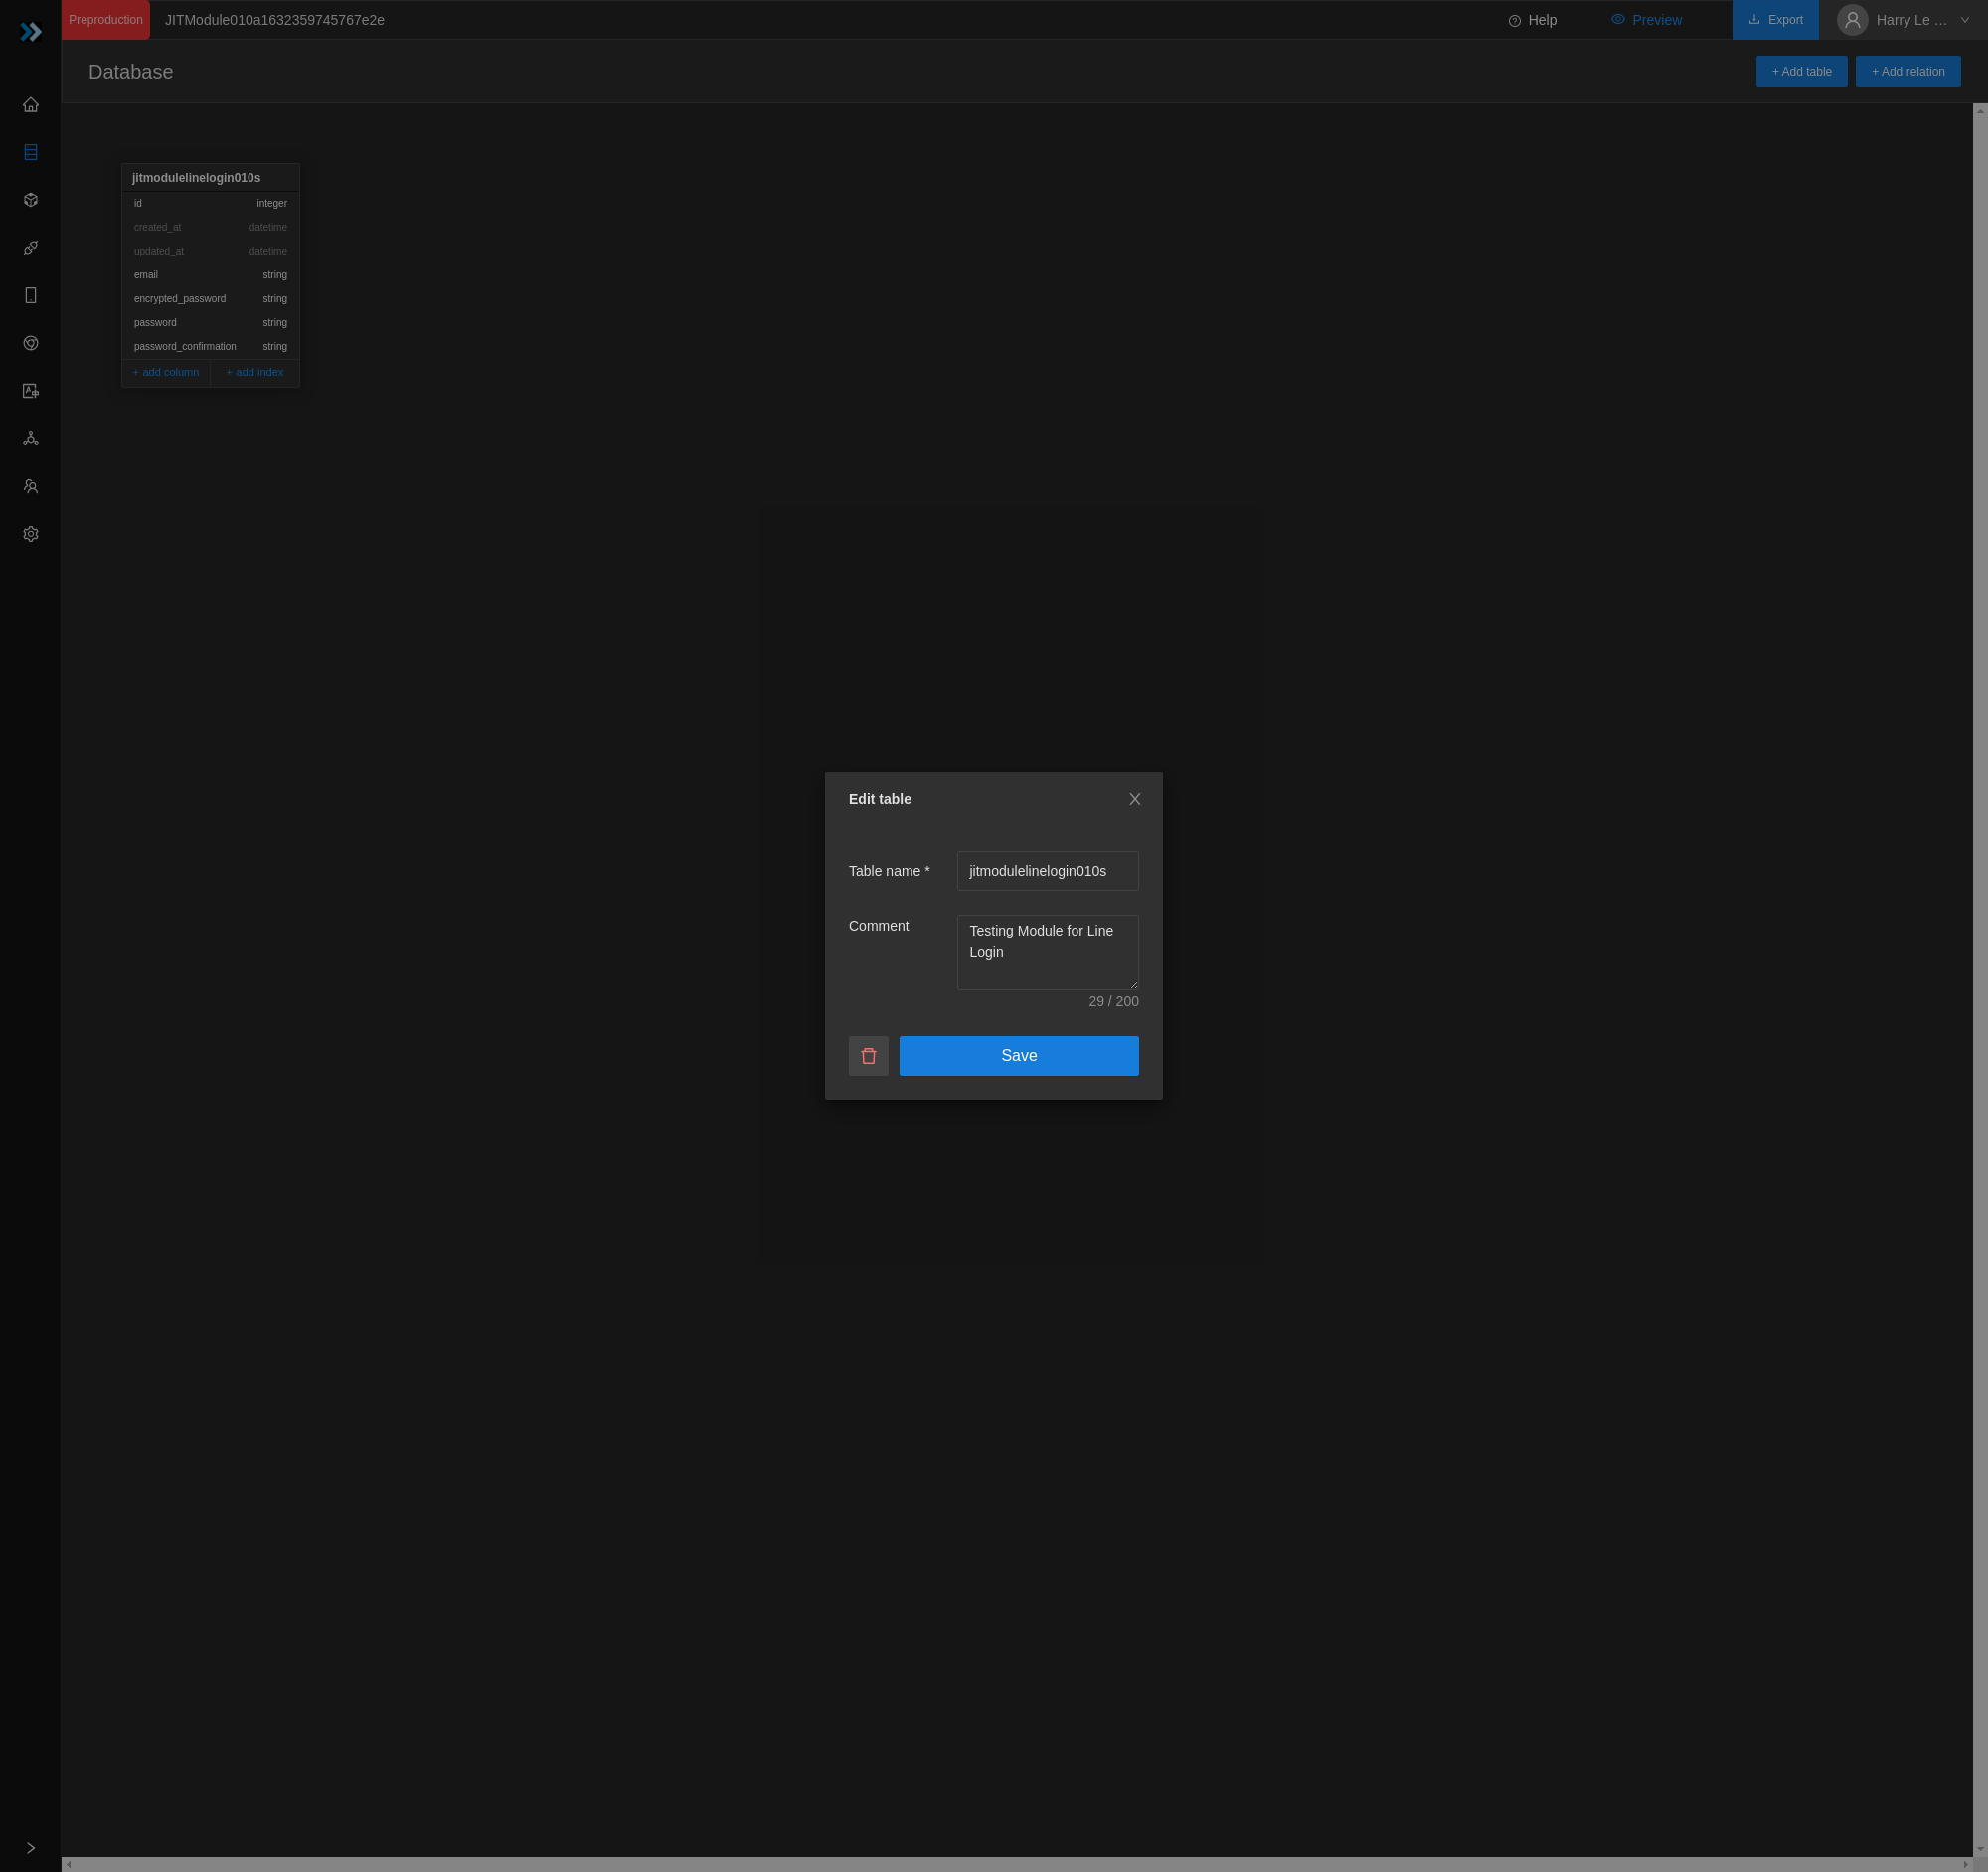 Preproduction JITModule010a1632359745767e2e Help Preview Export Harry Le ...
Database + Add table + Add relation
jitmodulelinelogin010s
id integer
created_at datetime
updated_at datetime
email string
encrypted_password string
password string
password_confirmation string
+ add column + add index
Edit table
Table name * jitmodulelinelogin010s
Comment Testing Module for Line
Login
29 / 200
Save